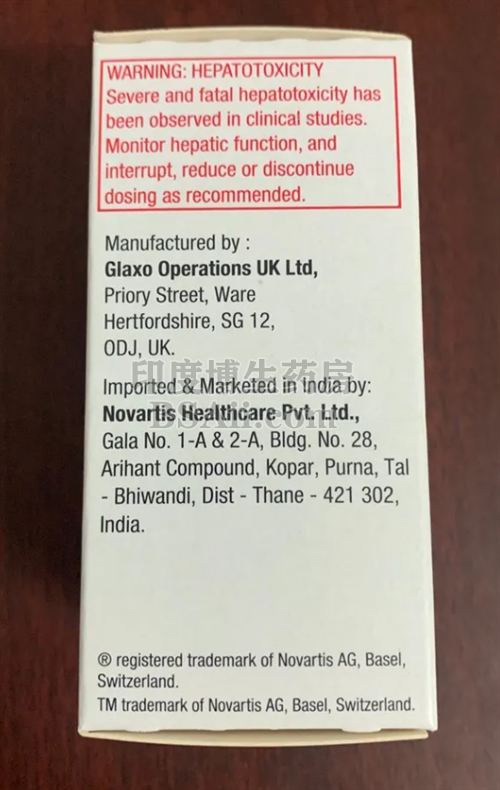 WARNING: HEPATOTOXICITY
Severe and fatal hepatotoxicity has
been observed in clinical studies.
Monitor hepatic function, and
interrupt, reduce or discontinue
dosing as recommended.
Manufactured by :
Glaxo Operations UK Ltd,
Priory Street, Ware
Hertfordshire, SG 12,
ODJ, UK.
印度博生药房
Imported & Marketed in India by:
Novartis Healthcare Pvt. Ltd.,
BSAii.com
Gala No. 1-A & 2-A, Bldg. No. 28,
Arihant Compound, Kopar, Purna, Tal
- Bhiwandi, Dist - Thane - 421 302,
India.
® registered trademark of Novartis AG, Basel,
Switzerland.
TM trademark of Novartis AG, Basel, Switzerland.